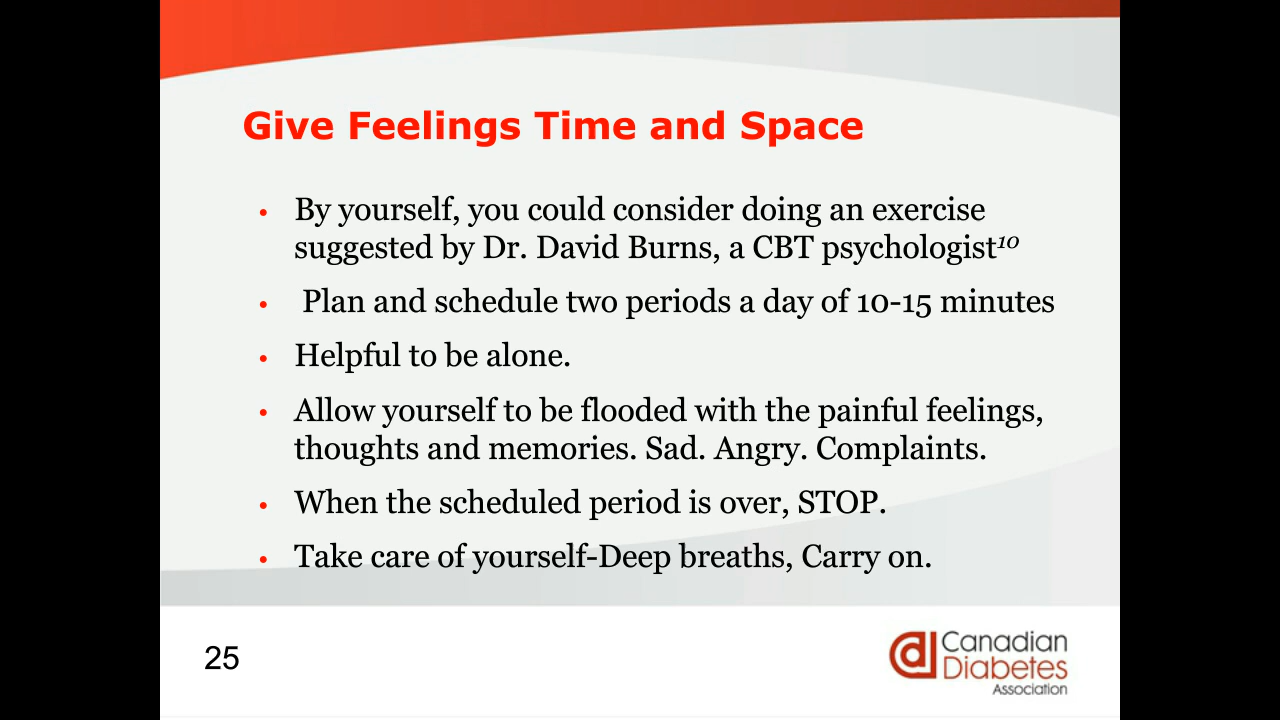 Give Feelings Time and Space
• By yourself, you could consider doing an exercise
suggested by Dr. David Burns, a CBT psychologist¹⁰
• Plan and schedule two periods a day of 10-15 minutes
• Helpful to be alone.
• Allow yourself to be flooded with the painful feelings,
thoughts and memories. Sad. Angry. Complaints.
• When the scheduled period is over, STOP.
• Take care of yourself-Deep breaths, Carry on.
25
Canadian
Diabetes
Association